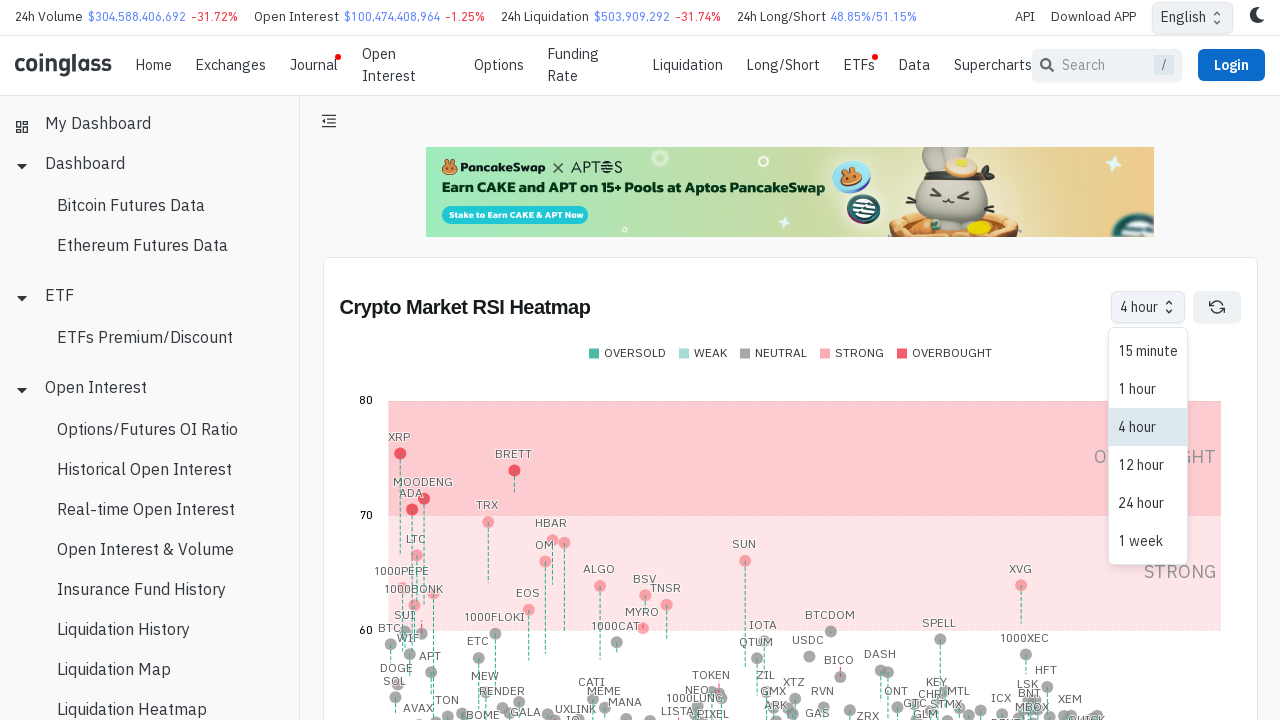 24h Volume $304,588,406,692 -31.72% Open Interest $100,474,408,964 -1.25% 24h Liquidation $503,909,292 -31.74% 24h Long/Short 48.85%/51.15% API Download APP English
coinglass Home Exchanges Journal Open Interest Options Funding Rate Liquidation Long/Short ETFs Data Supercharts Search / Login
My Dashboard
Dashboard
Bitcoin Futures Data
Ethereum Futures Data
ETF
ETFs Premium/Discount
Open Interest
Options/Futures OI Ratio
Historical Open Interest
Real-time Open Interest
Open Interest & Volume
Insurance Fund History
Liquidation History
Liquidation Map
Liquidation Heatmap
PancakeSwap X APTOS
Earn CAKE and APT on 15+ Pools at Aptos PancakeSwap
Stake to Earn CAKE & APT Now
Crypto Market RSI Heatmap
4 hour
15 minute
1 hour
4 hour
12 hour
24 hour
1 week
OVERSOLD WEAK NEUTRAL STRONG OVERBOUGHT
80
XRP
BRETT
MOODENG
ADA
TRX
70
HBAR
LTC
OM
SUN
STRONG
1000PEPE
ALGO
XVG
1000BONK
BSV
TNSR
EOS
MYRO
SUI
1000FLOKI
BTCDOM
60
BTC
1000CAT
IOTA
SPELL
WIF
ETC
QTUM
USDC
1000XEC
APT
BICO
DASH
DOGE
MEW
TOKEN
ZIL
HFT
SOL
CATI
XTZ
KEY
LSK
RENDER
MEME
NEO
GMX
RVN
ONT
CHR
MTL
BNT
TON
MANA
1000LUNG
ARK
GTC
STMX
ICX
XEM
AVAX
BOME
GALA
UXLINK
LISTA
PIXEL
GAS
ZRX
GLM
MBOX